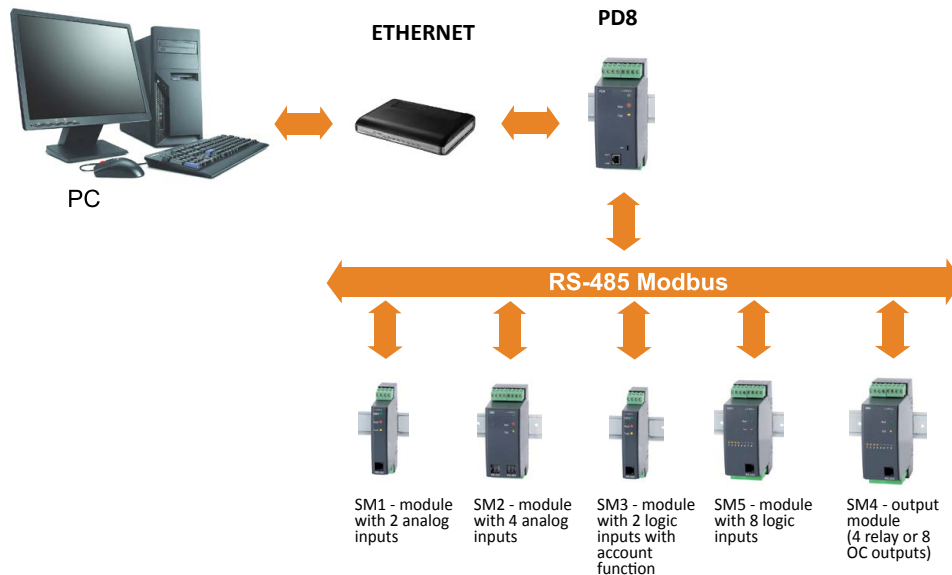 ETHERNET
PD8
PC
RS-485 Modbus
SM1 - module
with 2 analog
inputs
SM2 - module
with 4 analog
inputs
SM3 - module
with 2 logic
inputs with
account
function
SM5 - module
with 8 logic
inputs
SM4 - output
module
(4 relay or 8
OC outputs)